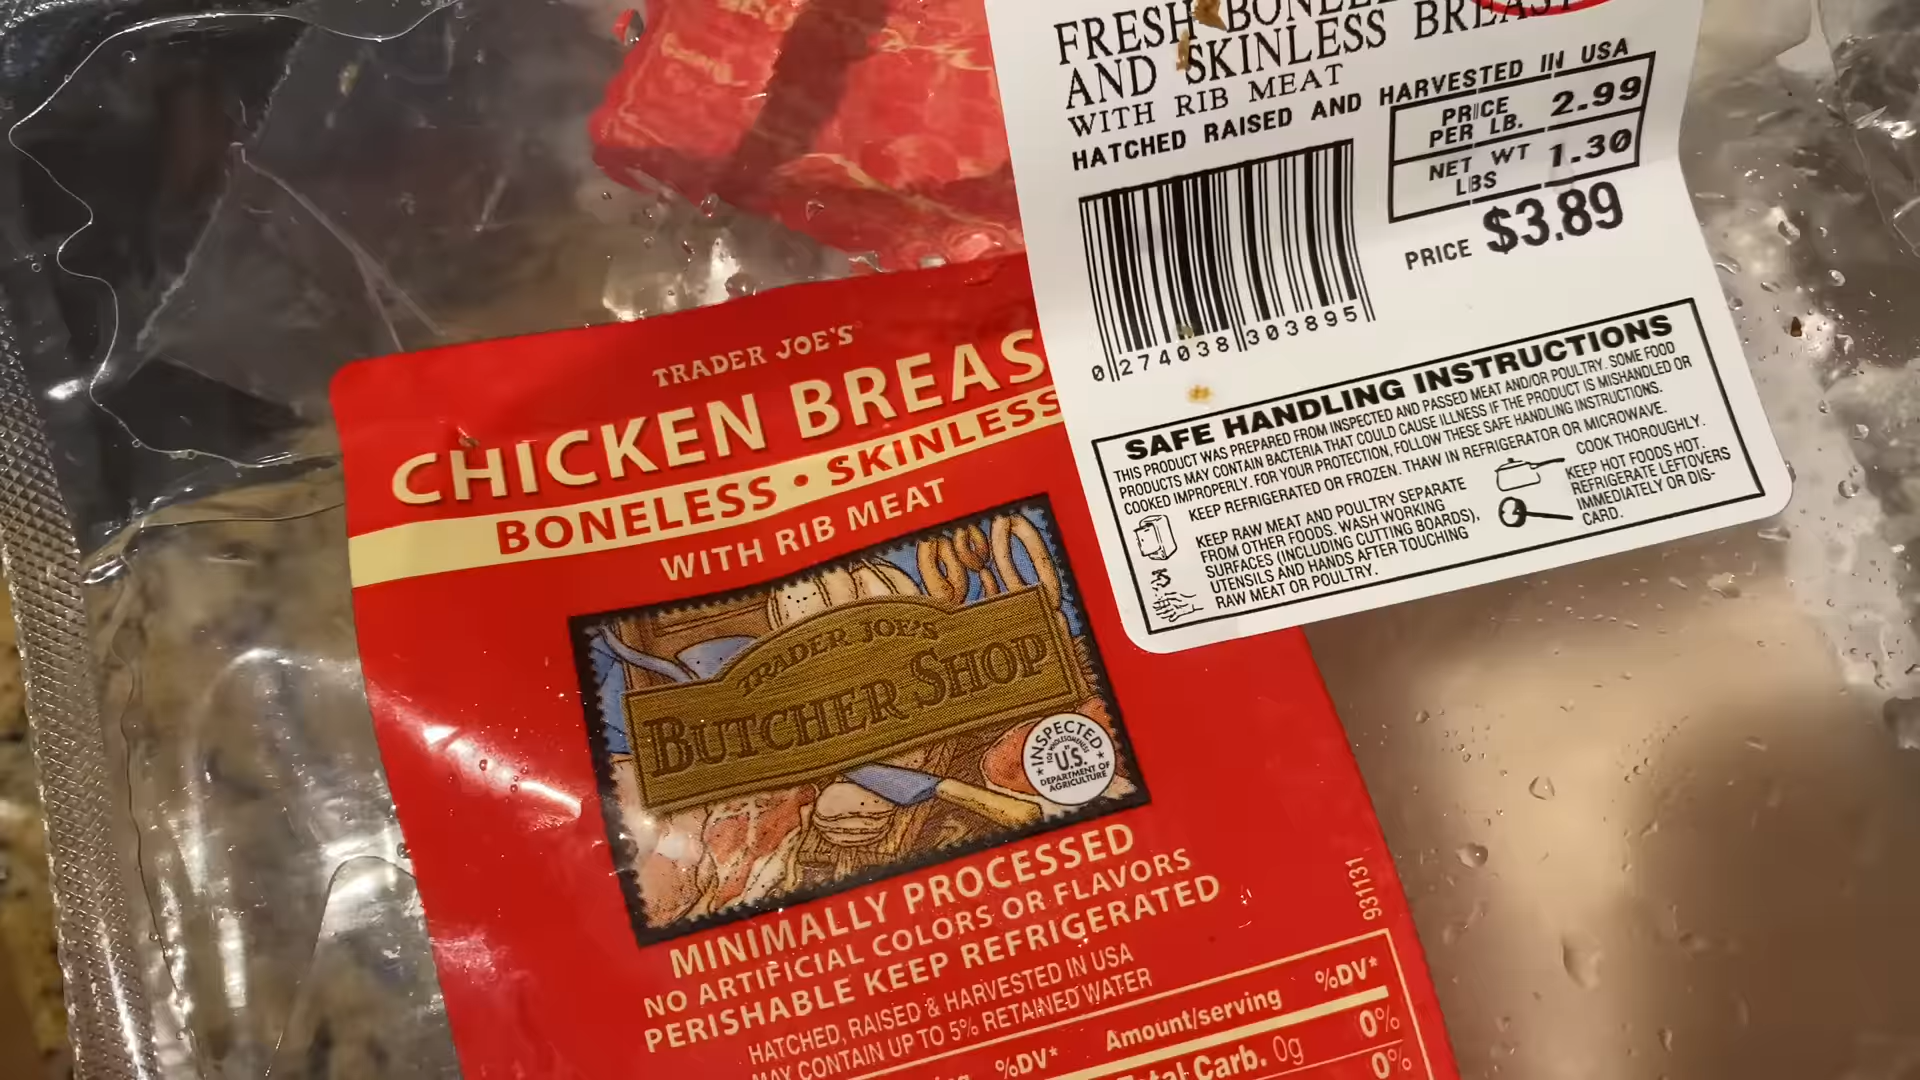 FRESH
AND SKINLESS BREAST
WITH RIB MEAT
HATCHED RAISED AND HARVESTED IN USA
PRICE PER LB. 2.99
NET WT LBS 1.30
PRICE $3.89
0 274038 303895
SAFE HANDLING INSTRUCTIONS
THIS PRODUCT WAS PREPARED FROM INSPECTED AND PASSED MEAT AND/OR POULTRY. SOME FOOD
PRODUCTS MAY CONTAIN BACTERIA THAT COULD CAUSE ILLNESS IF THE PRODUCT IS MISHANDLED OR
COOKED IMPROPERLY. FOR YOUR PROTECTION, FOLLOW THESE SAFE HANDLING INSTRUCTIONS.
KEEP REFRIGERATED OR FROZEN. THAW IN REFRIGERATOR OR MICROWAVE.
KEEP RAW MEAT AND POULTRY SEPARATE
FROM OTHER FOODS. WASH WORKING
SURFACES (INCLUDING CUTTING BOARDS),
UTENSILS AND HANDS AFTER TOUCHING
RAW MEAT OR POULTRY.
COOK THOROUGHLY.
KEEP HOT FOODS HOT.
REFRIGERATE LEFTOVERS
IMMEDIATELY OR DIS-
CARD.
TRADER JOE'S
CHICKEN BREAS
BONELESS • SKINLESS
WITH RIB MEAT
TRADER JOE'S
BUTCHER SHOP
INSPECTED
FOR WHOLESOMENESS
BY
U.S.
DEPARTMENT OF
AGRICULTURE
MINIMALLY PROCESSED
NO ARTIFICIAL COLORS OR FLAVORS
PERISHABLE KEEP REFRIGERATED
HATCHED, RAISED & HARVESTED IN USA
MAY CONTAIN UP TO 5% RETAINED WATER
931131
%DV*
Amount/serving %DV*
Total Carb. 0g 0%
0%